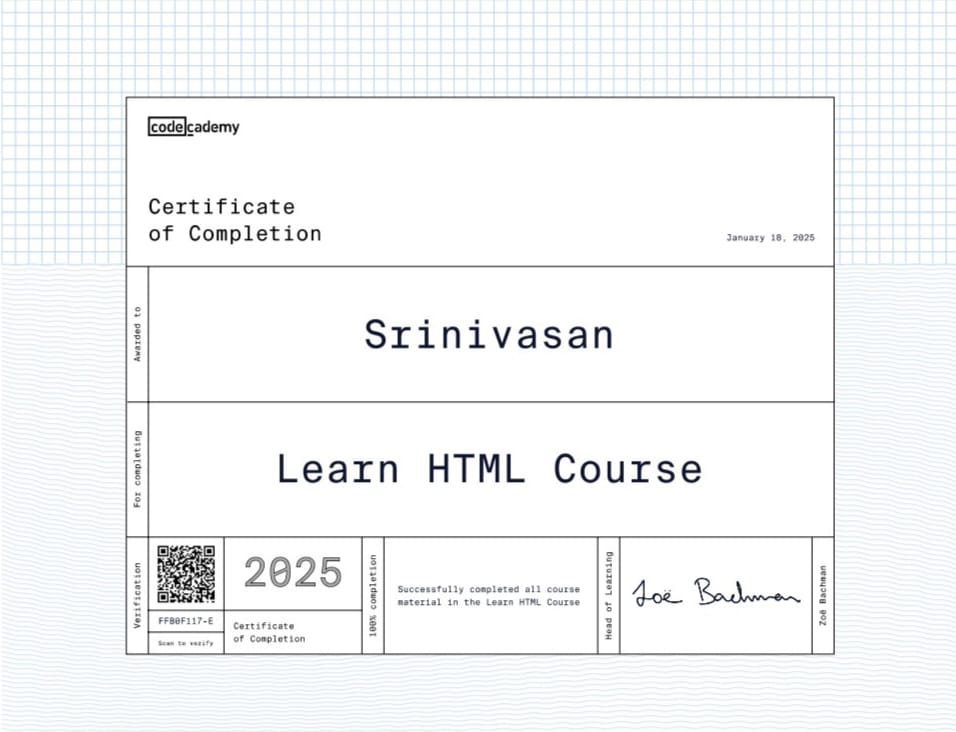 codecademy
Certificate
of Completion
January 18, 2025
Awarded to
Srinivasan
For completing
Learn HTML Course
Verification
FFB0F117-E
Scan to verify
2025
Certificate
of Completion
100% completion
Successfully completed all course
material in the Learn HTML Course
Head of Learning
Zoë Bachman
Zoë Bachman